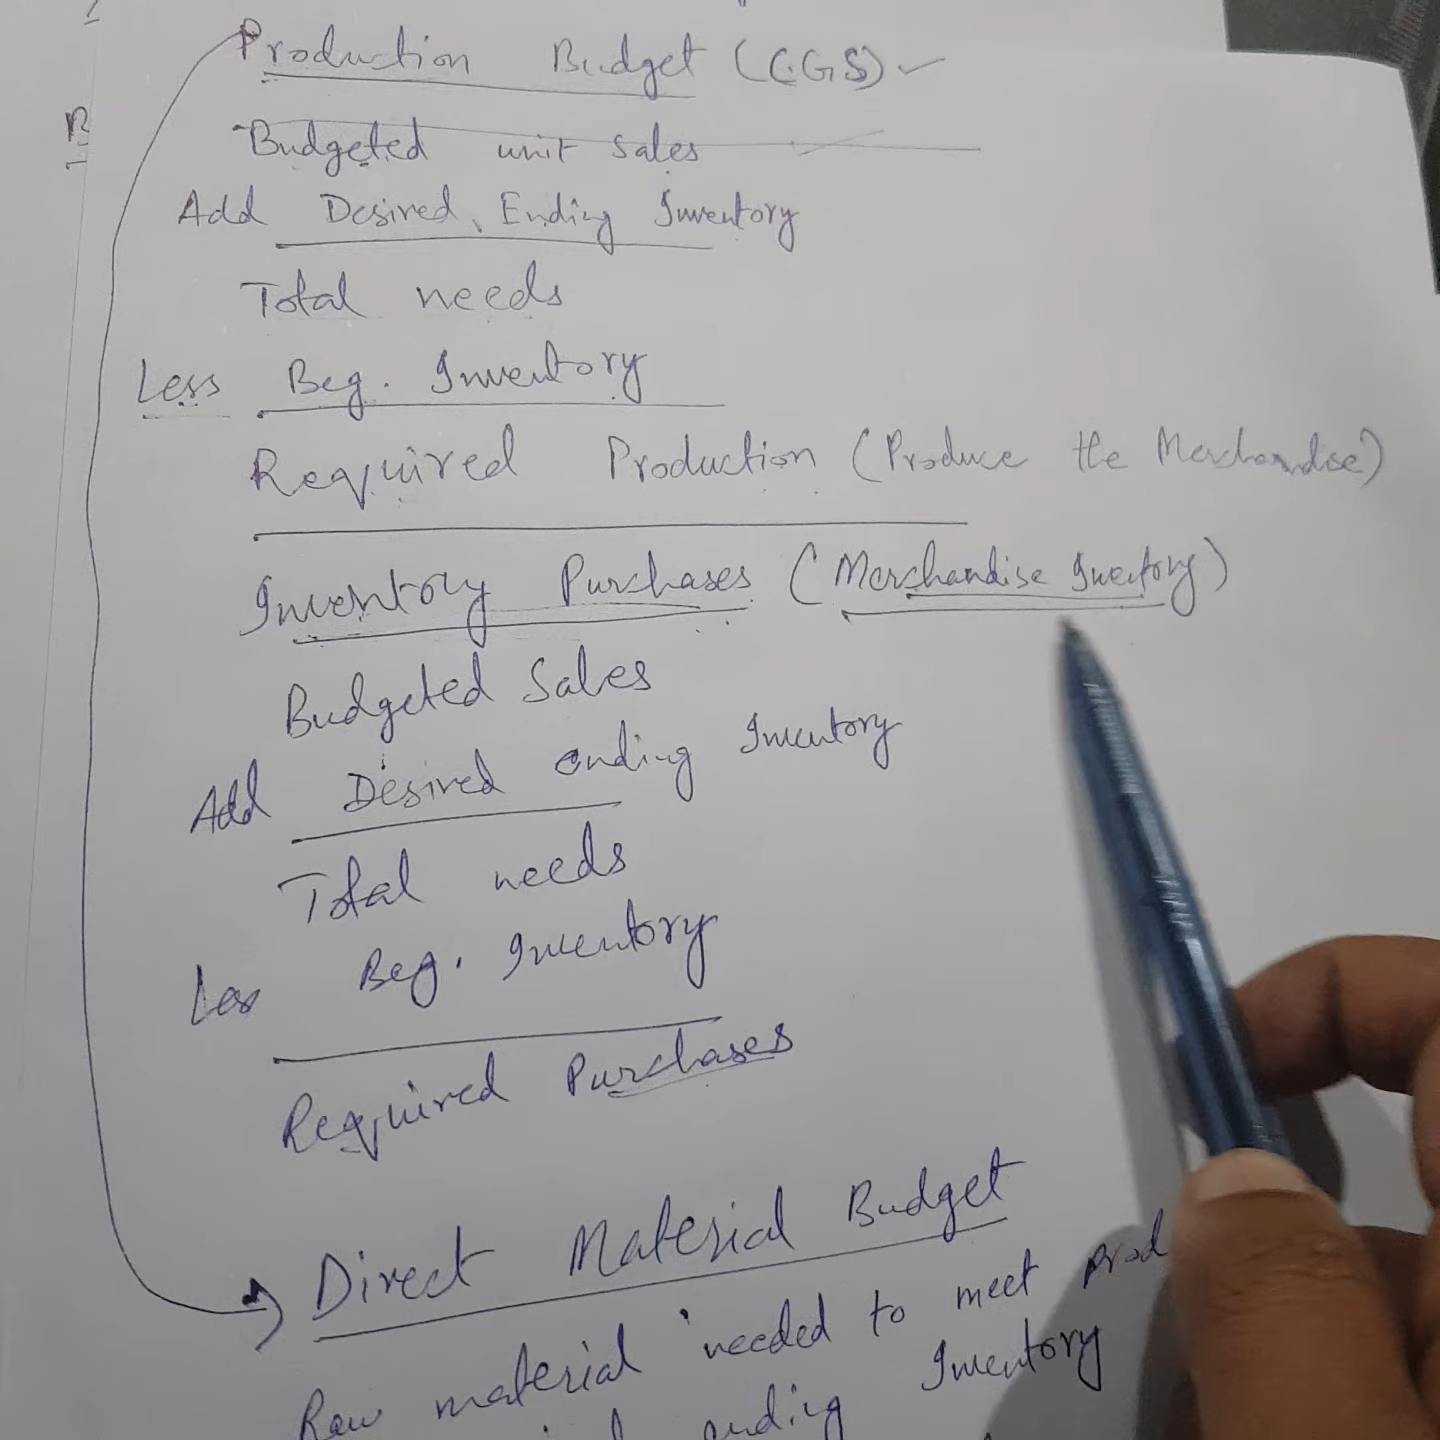 Production Budget (CGS)
Budgeted unit sales
Add Desired Ending Inventory
Total needs
Less Beg. Inventory
Required Production (Produce the Merchandise)
Inventory Purchases (Merchandise Inventory)
Budgeted Sales
Add Desired ending Inventory
Total needs
Less Beg. Inventory
Required Purchases
Direct Material Budget
Raw material needed to meet prod
ending Inventory